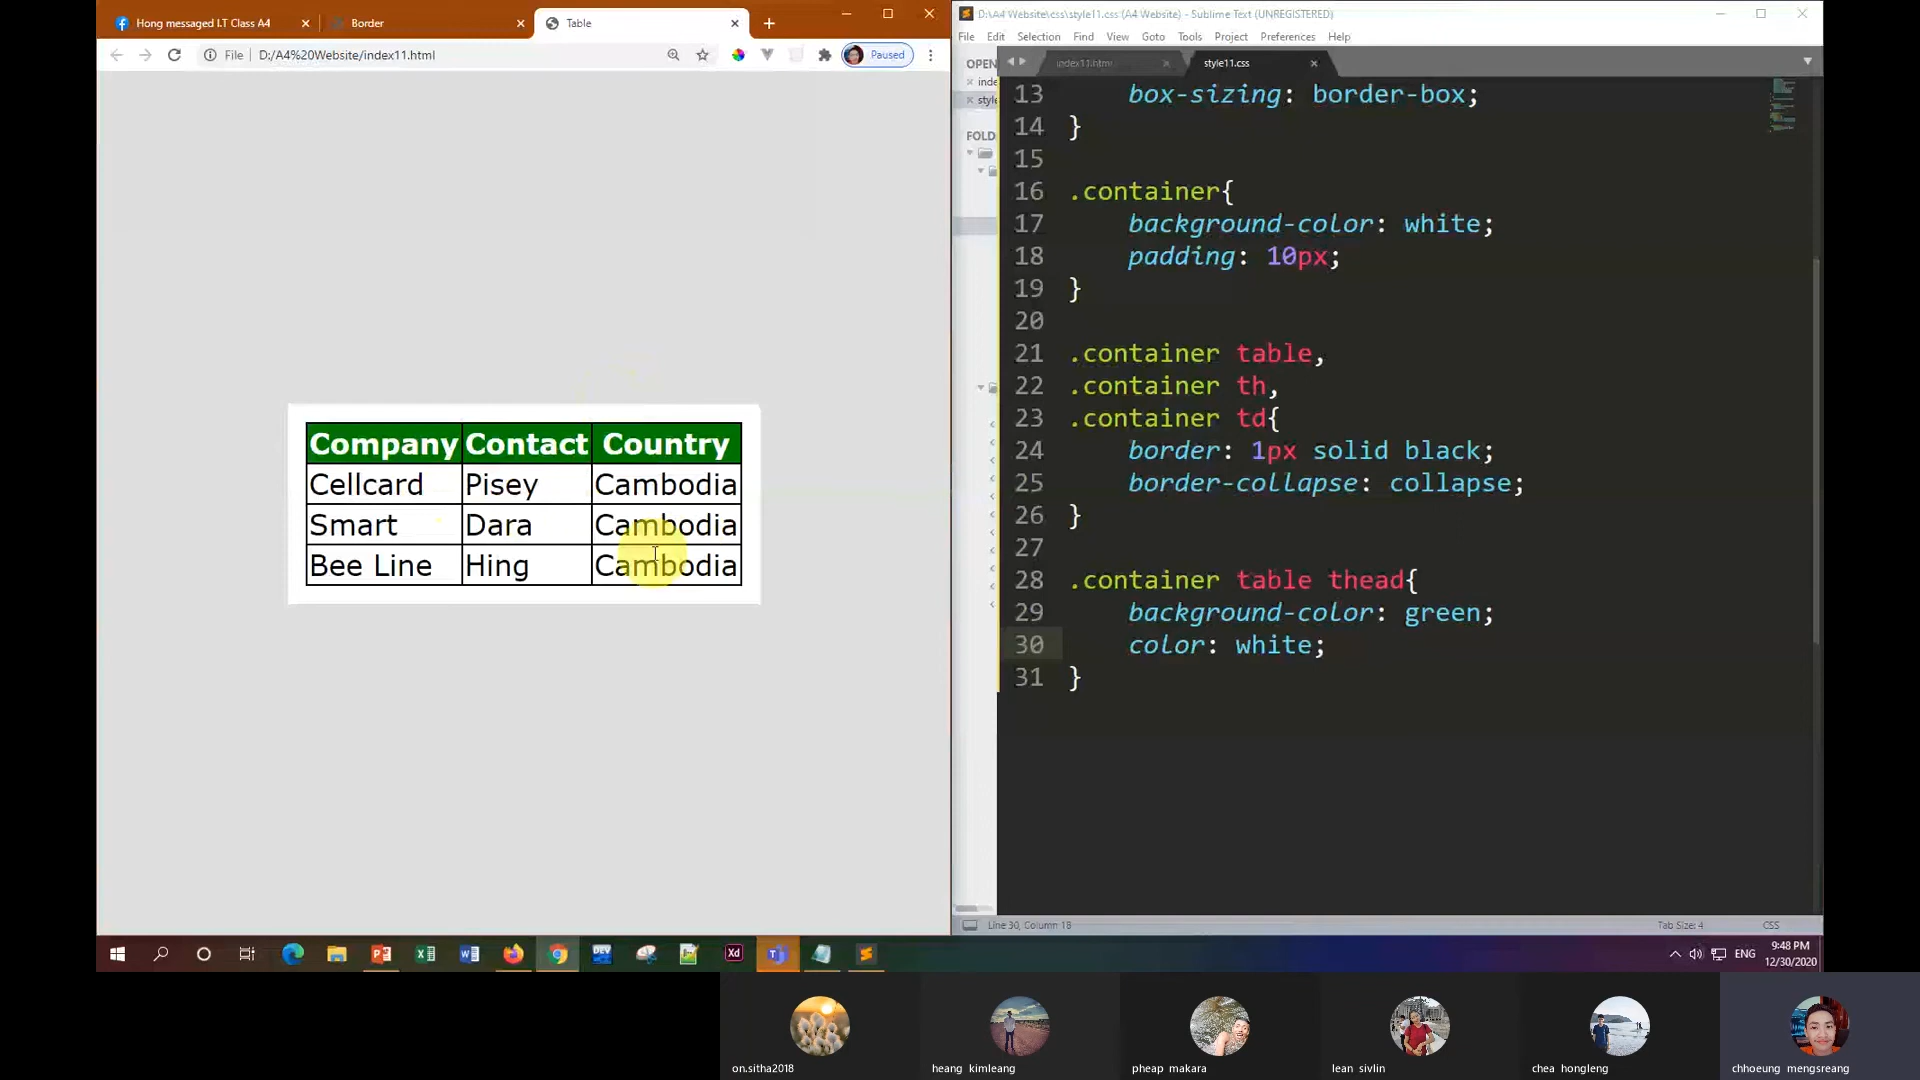 Hong messaged I.T Class A4
Border
Table
File
D:/A4%20Website/index11.html
Paused
Company Contact Country
Cellcard Pisey Cambodia
Smart Dara Cambodia
Bee Line Hing Cambodia
D:\A4 Website\css\style11.css (A4 Website) - Sublime Text (UNREGISTERED)
File Edit Selection Find View Goto Tools Project Preferences Help
OPEN
inde
style
FOLD
index11.html
style11.css
13 box-sizing: border-box;
14 }
15
16 .container{
17 background-color: white;
18 padding: 10px;
19 }
20
21 .container table,
22 .container th,
23 .container td{
24 border: 1px solid black;
25 border-collapse: collapse;
26 }
27
28 .container table thead{
29 background-color: green;
30 color: white;
31 }
Line 30, Column 18
Tab Size: 4
CSS
DEV
Xd
ENG
9:48 PM
12/30/2020
on.sitha2018
heang kimleang
pheap makara
lean sivlin
chea hongleng
chhoeung mengsreang